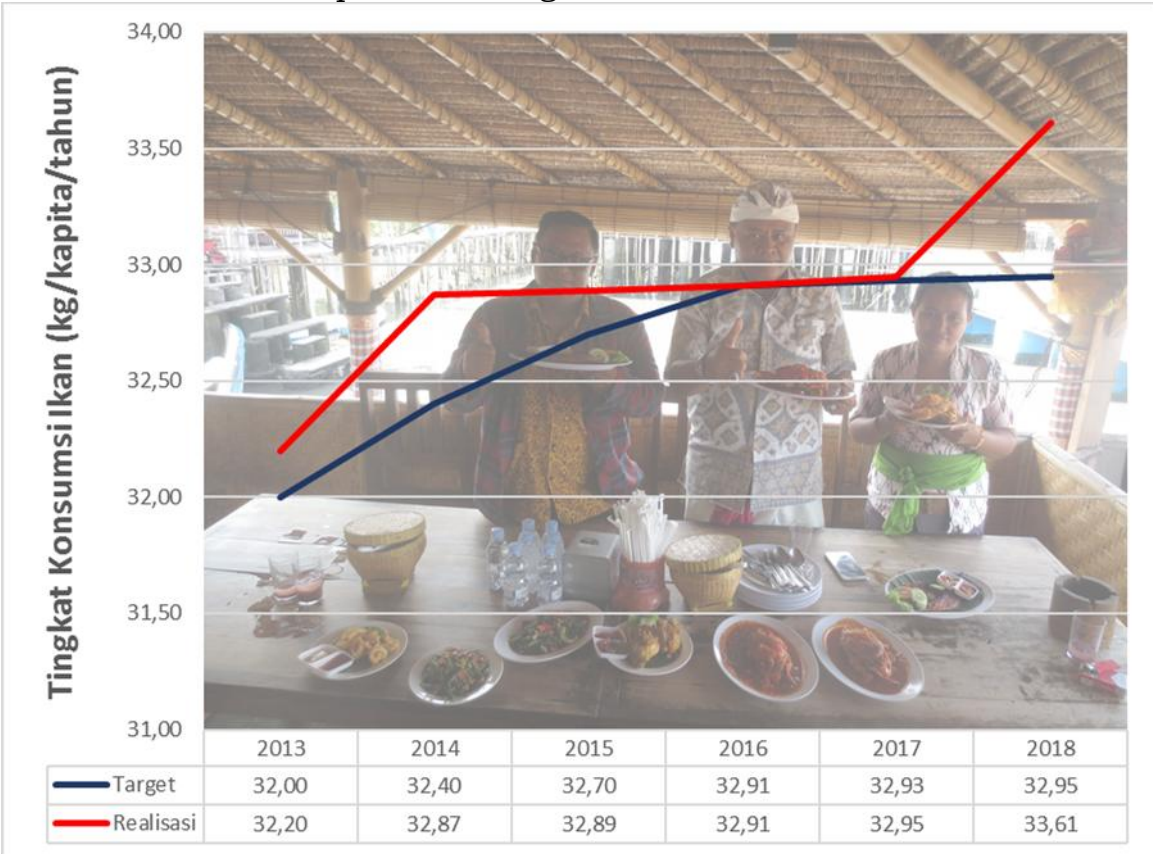 34,00
33,50
33,00
32,50
32,00
31,50
31,00
Tingkat Konsumsi Ikan (kg/kapita/tahun)
2013 2014 2015 2016 2017 2018
Target 32,00 32,40 32,70 32,91 32,93 32,95
Realisasi 32,20 32,87 32,89 32,91 32,95 33,61